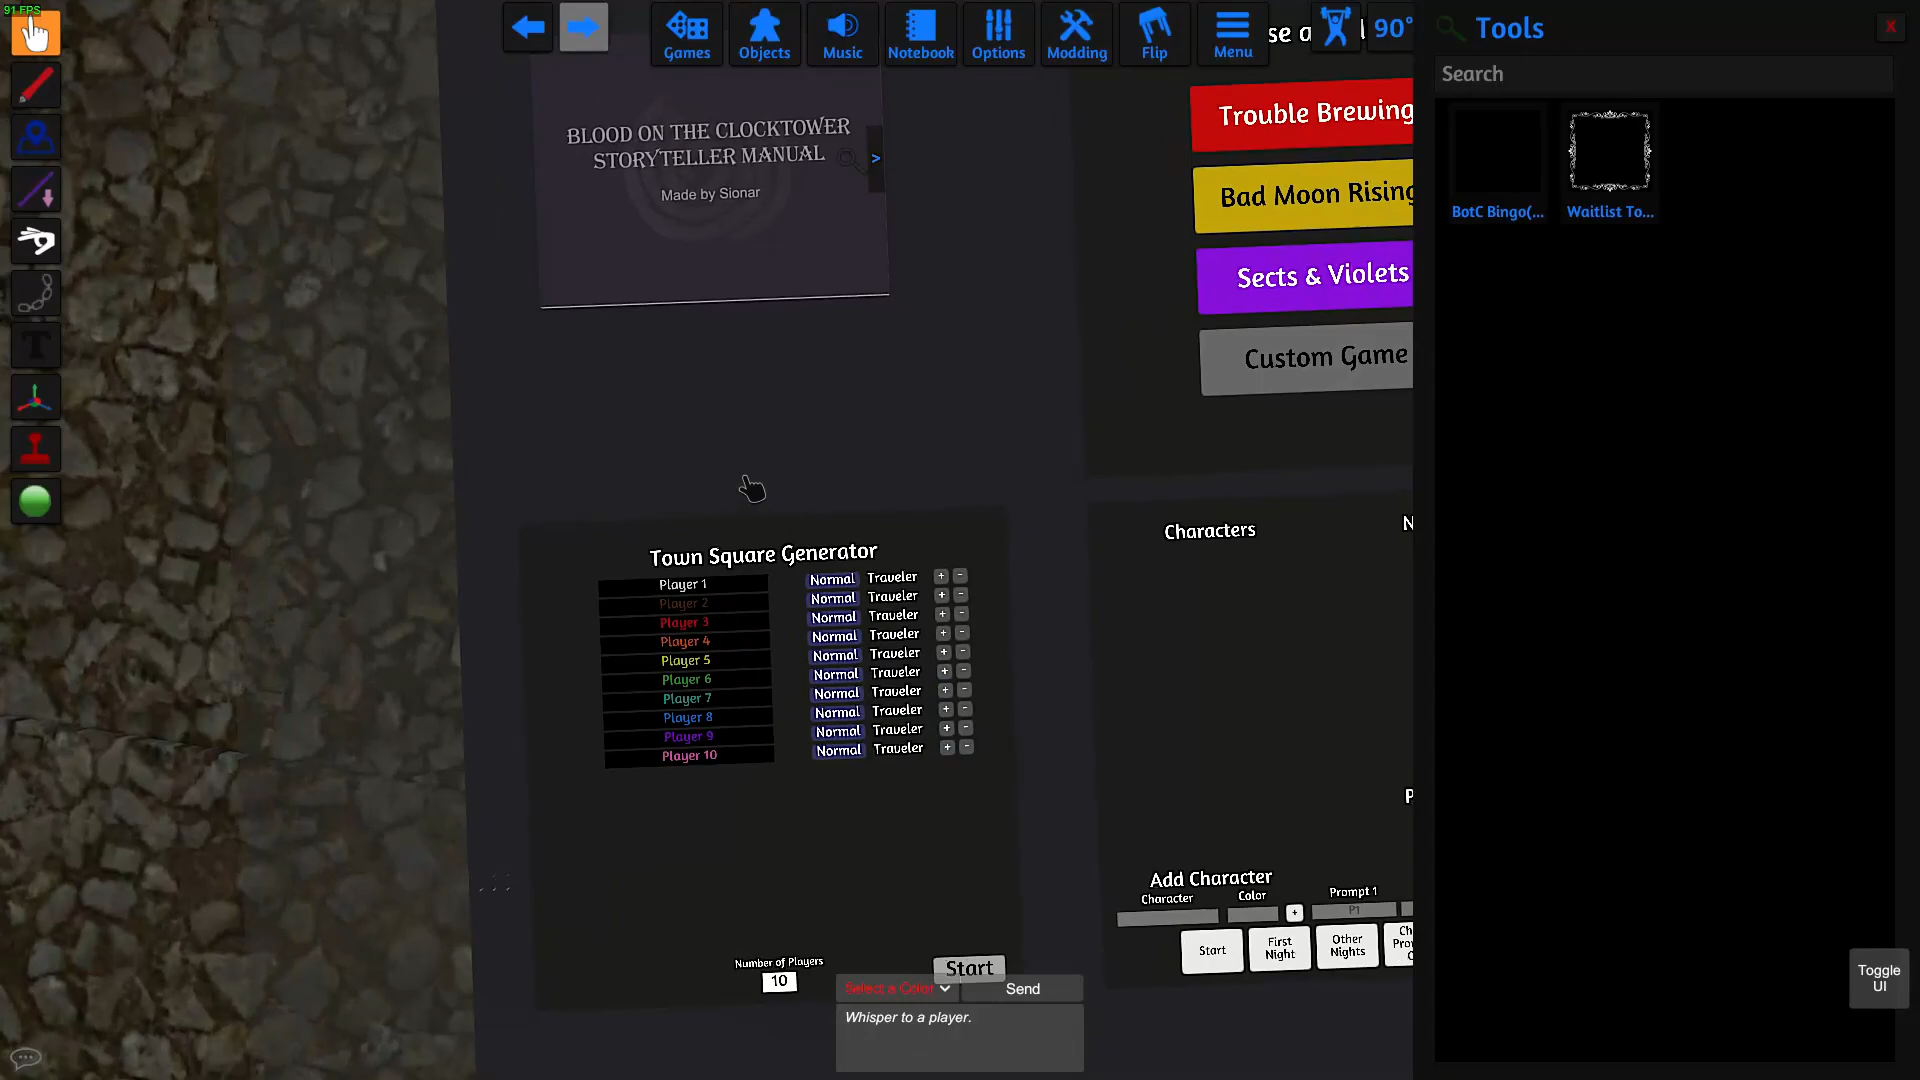 91 FPS
Games
Objects
Music
Notebook
Options
Modding
Flip
Menu
90°
Tools
Search
BotC Bingo(...
Waitlist To...
BLOOD ON THE CLOCKTOWER
STORYTELLER MANUAL
Made by Sionar
>
Trouble Brewing
Bad Moon Rising
Sects & Violets
Custom Game
Town Square Generator
Player 1 Normal Traveler + -
Player 2 Normal Traveler + -
Player 3 Normal Traveler + -
Player 4 Normal Traveler + -
Player 5 Normal Traveler + -
Player 6 Normal Traveler + -
Player 7 Normal Traveler + -
Player 8 Normal Traveler + -
Player 9 Normal Traveler + -
Player 10 Normal Traveler + -
Number of Players
10
Start
Characters
Add Character
Character Color Prompt 1
+ P1
Start
First
Night
Other
Nights
Select a Color
Send
Whisper to a player.
Toggle
UI
X
T